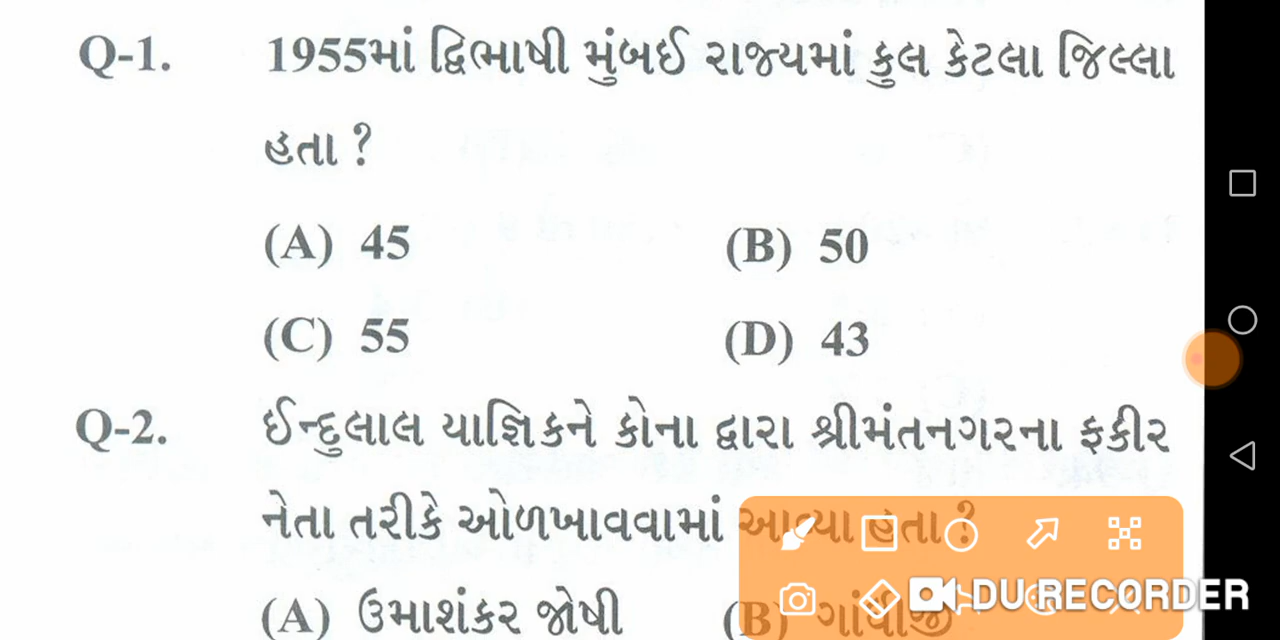 Q-1. 1955માં દ્વિભાષી મુંબઈ રાજ્યમાં કુલ કેટલા જિલ્લા
હતા ?
(A) 45 (B) 50
(C) 55 (D) 43
Q-2. ઈન્દુલાલ યાજ્ઞિકને કોના દ્વારા શ્રીમંતનગરના ફકીર
નેતા તરીકે ઓળખાવવામાં આવ્યા હતા ?
(A) ઉમાશંકર જોષી (B) ગાંધીજી
DU RECORDER